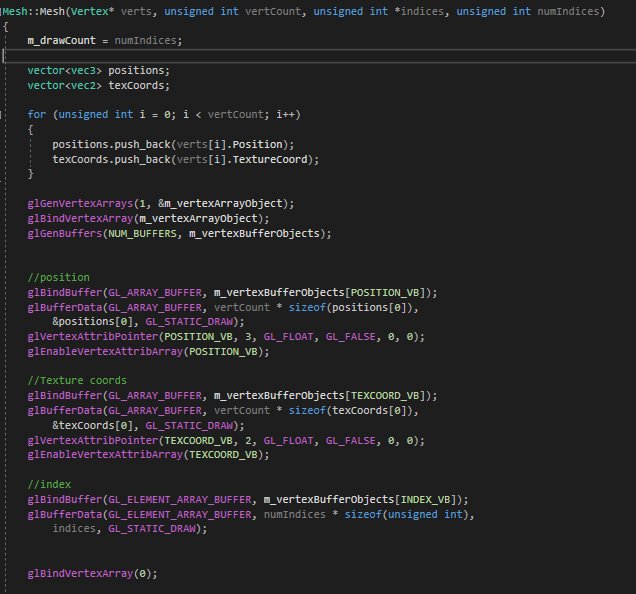 Mesh::Mesh(Vertex* verts, unsigned int vertCount, unsigned int *indices, unsigned int numIndices)
{
m_drawCount = numIndices;
vector<vec3> positions;
vector<vec2> texCoords;
for (unsigned int i = 0; i < vertCount; i++)
{
positions.push_back(verts[i].Position);
texCoords.push_back(verts[i].TextureCoord);
}
glGenVertexArrays(1, &m_vertexArrayObject);
glBindVertexArray(m_vertexArrayObject);
glGenBuffers(NUM_BUFFERS, m_vertexBufferObjects);
//position
glBindBuffer(GL_ARRAY_BUFFER, m_vertexBufferObjects[POSITION_VB]);
glBufferData(GL_ARRAY_BUFFER, vertCount * sizeof(positions[0]),
&positions[0], GL_STATIC_DRAW);
glVertexAttribPointer(POSITION_VB, 3, GL_FLOAT, GL_FALSE, 0, 0);
glEnableVertexAttribArray(POSITION_VB);
//Texture coords
glBindBuffer(GL_ARRAY_BUFFER, m_vertexBufferObjects[TEXCOORD_VB]);
glBufferData(GL_ARRAY_BUFFER, vertCount * sizeof(texCoords[0]),
&texCoords[0], GL_STATIC_DRAW);
glVertexAttribPointer(TEXCOORD_VB, 2, GL_FLOAT, GL_FALSE, 0, 0);
glEnableVertexAttribArray(TEXCOORD_VB);
//index
glBindBuffer(GL_ELEMENT_ARRAY_BUFFER, m_vertexBufferObjects[INDEX_VB]);
glBufferData(GL_ELEMENT_ARRAY_BUFFER, numIndices * sizeof(unsigned int),
indices, GL_STATIC_DRAW);
glBindVertexArray(0);